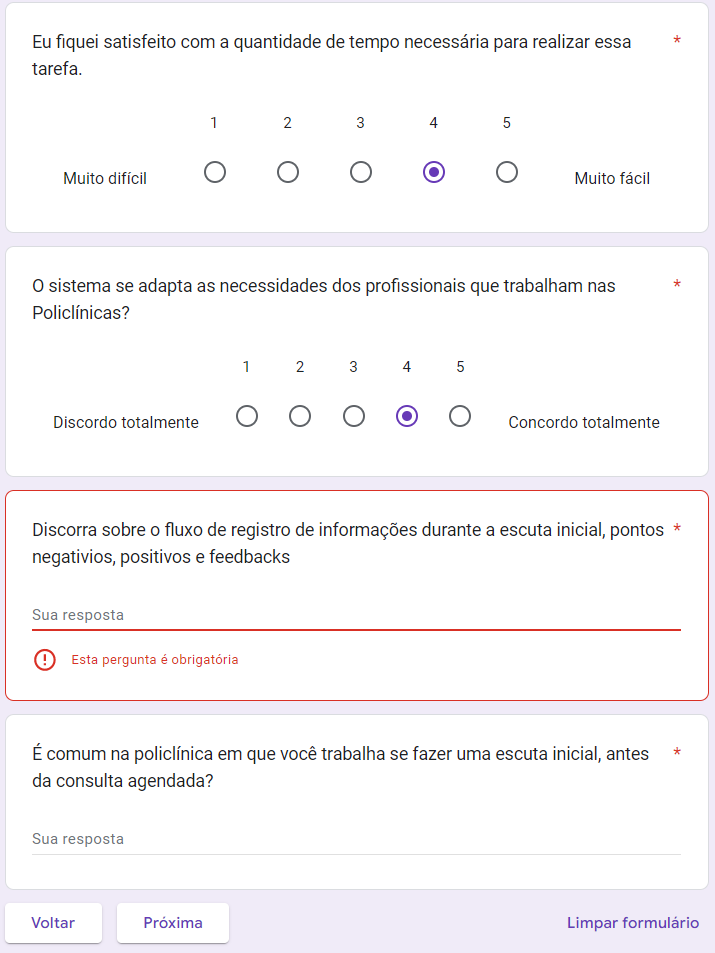 Eu fiquei satisfeito com a quantidade de tempo necessária para realizar essa *
tarefa.
1 2 3 4 5
Muito difícil Muito fácil
O sistema se adapta as necessidades dos profissionais que trabalham nas *
Policlínicas?
1 2 3 4 5
Discordo totalmente Concordo totalmente
Discorra sobre o fluxo de registro de informações durante a escuta inicial, pontos *
negativios, positivos e feedbacks
Sua resposta
Esta pergunta é obrigatória
É comum na policlínica em que você trabalha se fazer uma escuta inicial, antes *
da consulta agendada?
Sua resposta
Voltar Próxima Limpar formulário